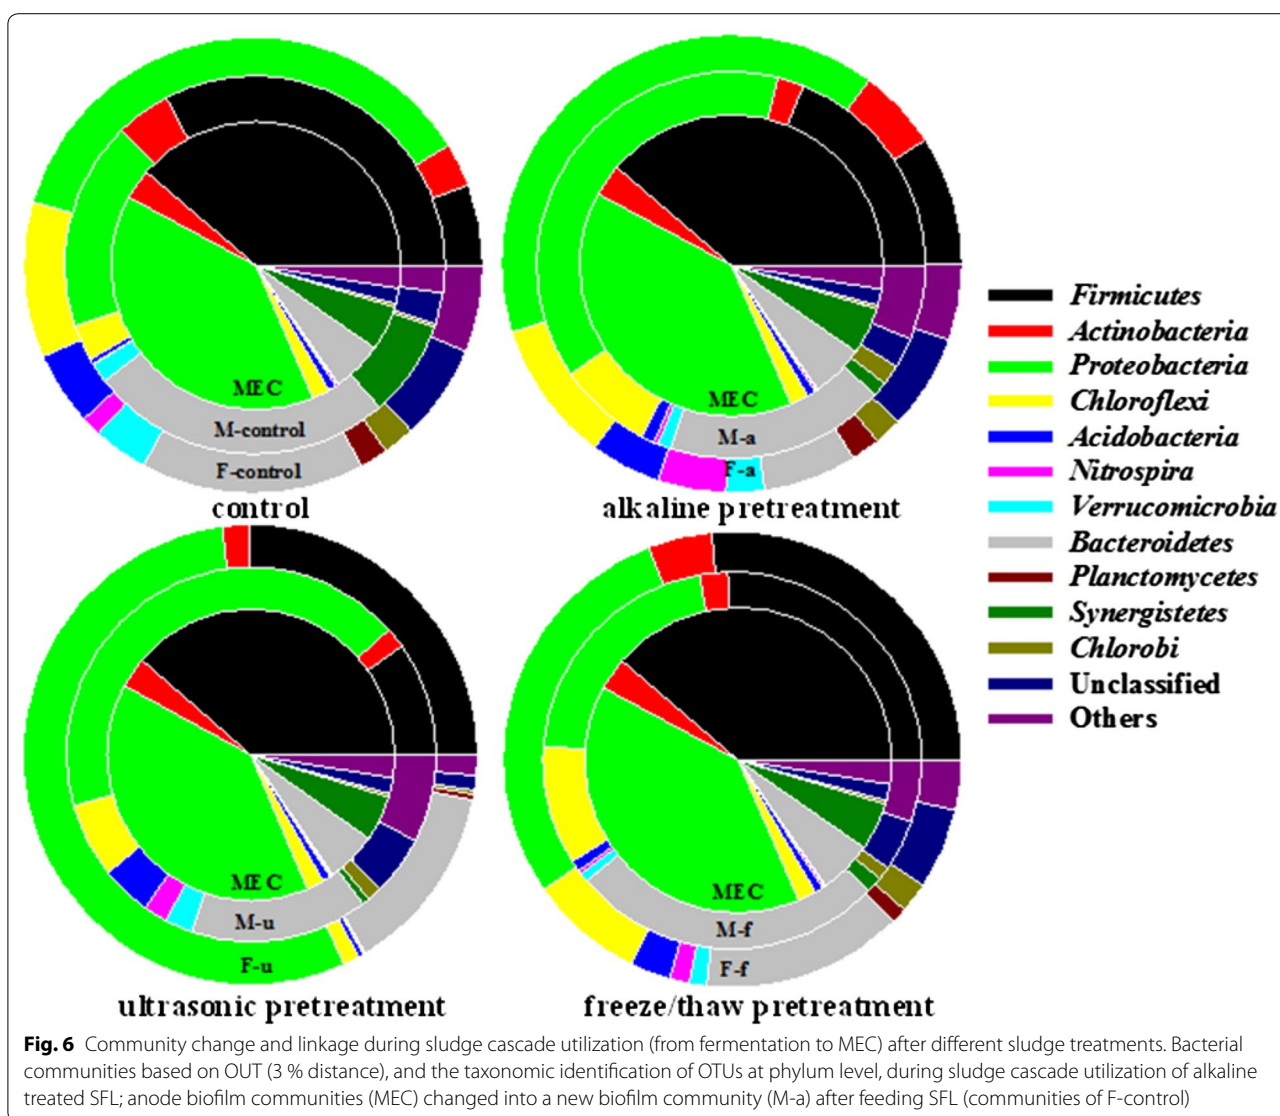 MEC
M-control
F-control
control
MEC
M-a
F-a
alkaline pretreatment
MEC
M-u
F-u
ultrasonic pretreatment
MEC
M-f
F-f
freeze/thaw pretreatment
Firmicutes
Actinobacteria
Proteobacteria
Chloroflexi
Acidobacteria
Nitrospira
Verrucomicrobia
Bacteroidetes
Planctomycetes
Synergistetes
Chlorobi
Unclassified
Others
Fig. 6 Community change and linkage during sludge cascade utilization (from fermentation to MEC) after different sludge treatments. Bacterial
communities based on OUT (3 % distance), and the taxonomic identification of OTUs at phylum level, during sludge cascade utilization of alkaline
treated SFL; anode biofilm communities (MEC) changed into a new biofilm community (M-a) after feeding SFL (communities of F-control)